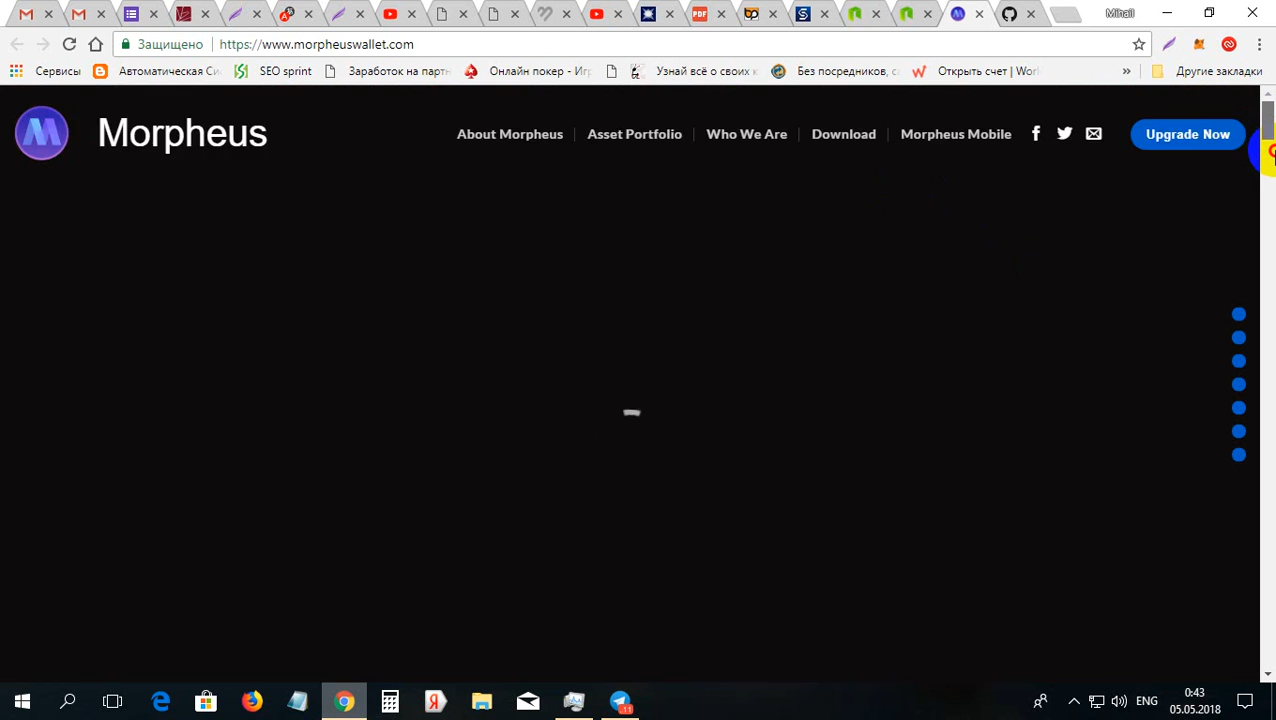 Mihail
Защищено https://www.morpheuswallet.com
Сервисы Автоматическая Си SEO sprint Заработок на партн Онлайн покер - Игр Узнай всё о своих к Без посредников, с Открыть счет | Worl » Другие закладки
Morpheus
About Morpheus Asset Portfolio Who We Are Download Morpheus Mobile Upgrade Now
ENG 0:43
05.05.2018